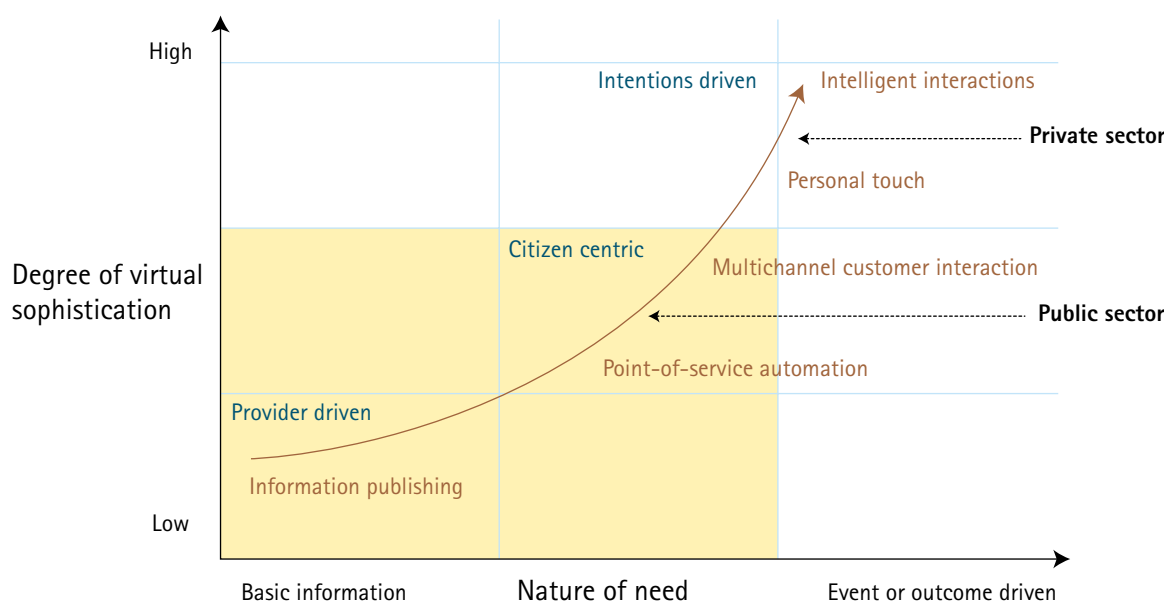 High
Intentions driven
Intelligent interactions
Private sector
Personal touch
Citizen centric
Multichannel customer interaction
Degree of virtual
sophistication
Public sector
Point-of-service automation
Provider driven
Information publishing
Low
Basic information
Nature of need
Event or outcome driven